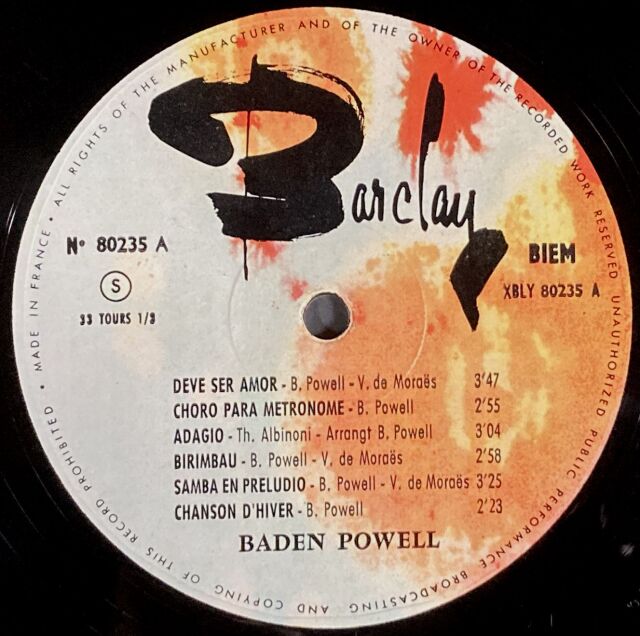 ALL RIGHTS OF THE MANUFACTURER AND OF THE OWNER OF THE RECORDED WORK RESERVED UNAUTHORIZED PUBLIC PERFORMANCE BROADCASTING AND COPYING OF THIS RECORD PROHIBITED • MADE IN FRANCE •
Barclay
N° 80235 A
BIEM
S
XBLY 80235 A
33 TOURS 1/3
DEVE SER AMOR - B. Powell - V. de Moraës 3'47
CHORO PARA METRONOME - B. Powell 2'55
ADAGIO - Th. Albinoni - Arrangt B. Powell 3'04
BIRIMBAU - B. Powell - V. de Moraës 2'58
SAMBA EN PRELUDIO - B. Powell - V. de Moraës 3'25
CHANSON D'HIVER - B. Powell 2'23
BADEN POWELL